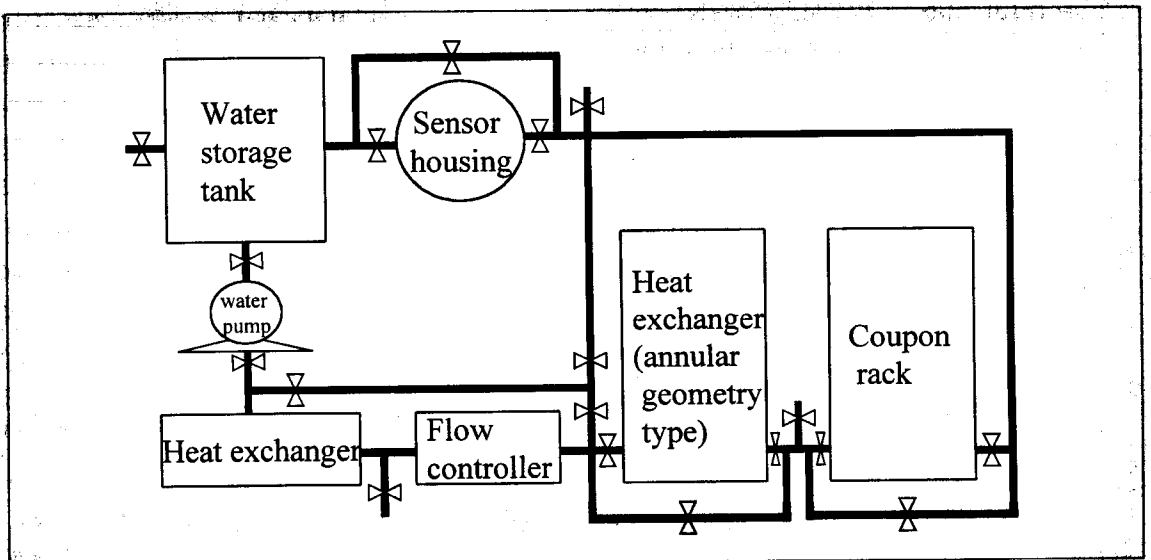 Water
storage
tank
Sensor
housing
water
pump
Heat
exchanger
(annular
geometry
type)
Coupon
rack
Heat exchanger
Flow
controller